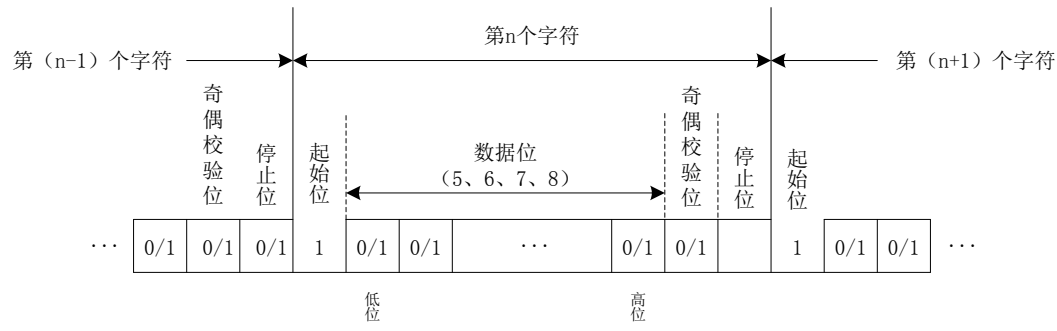 第n个字符
第（n-1）个字符
第（n+1）个字符
奇偶校验位
停止位
起始位
数据位
（5、6、7、8）
奇偶校验位
停止位
起始位
··· 0/1 0/1 0/1 1 0/1 0/1 ··· 0/1 0/1 1 0/1 0/1 ···
低位
高位